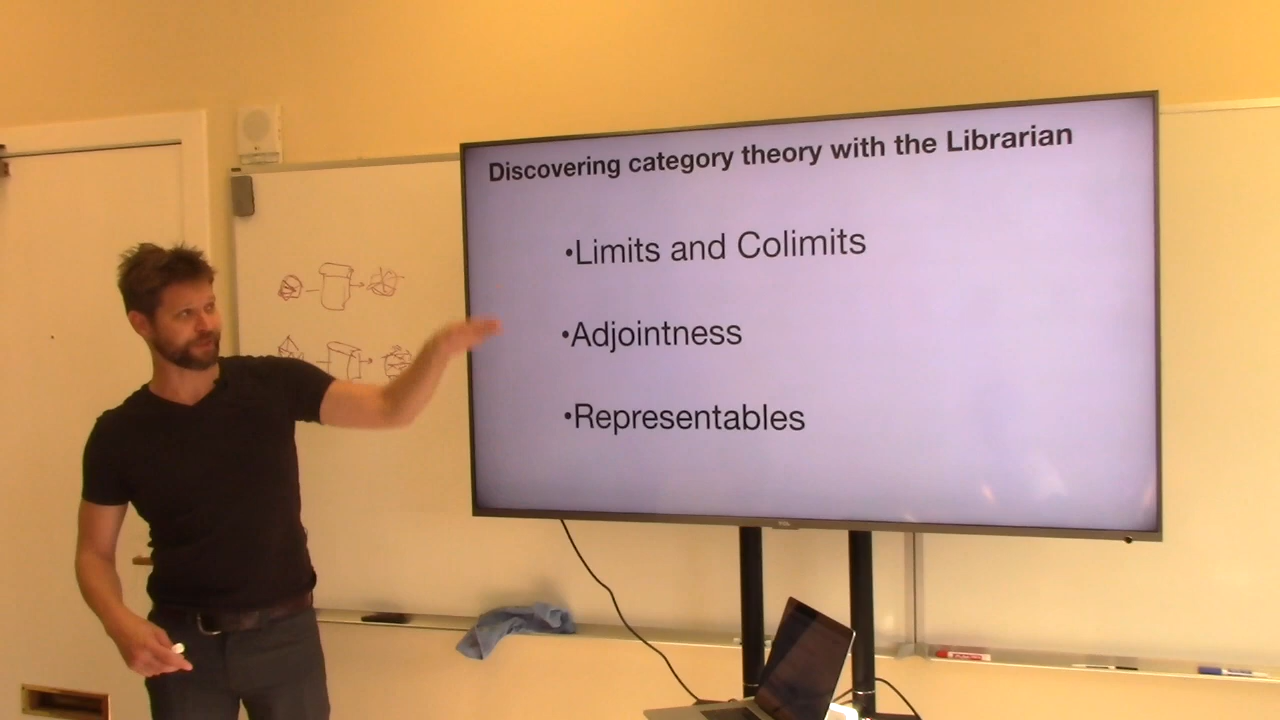 Discovering category theory with the Librarian
•Limits and Colimits
•Adjointness
•Representables